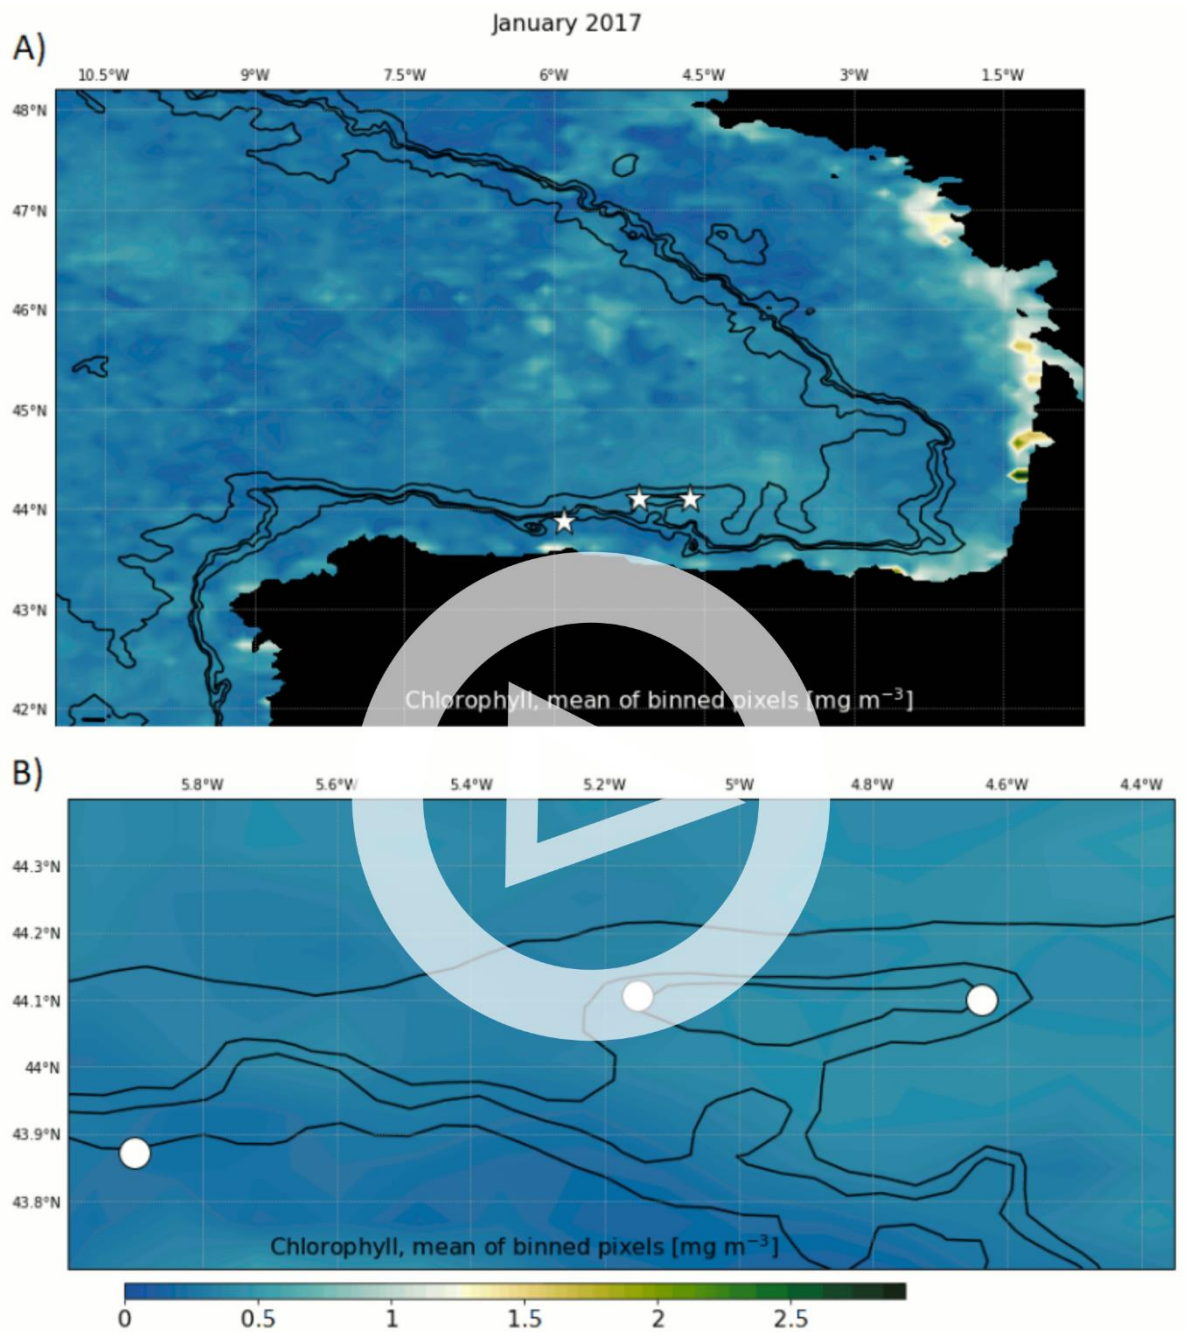 January 2017
A)
10.5°W 9°W 7.5°W 6°W 4.5°W 3°W 1.5°W
48°N
47°N
46°N
45°N
44°N
43°N
42°N
Chlorophyll, mean of binned pixels [mg m⁻³]
B)
5.8°W 5.6°W 5.4°W 5.2°W 5°W 4.8°W 4.6°W 4.4°W
44.3°N
44.2°N
44.1°N
44°N
43.9°N
43.8°N
Chlorophyll, mean of binned pixels [mg m⁻³]
0 0.5 1 1.5 2 2.5